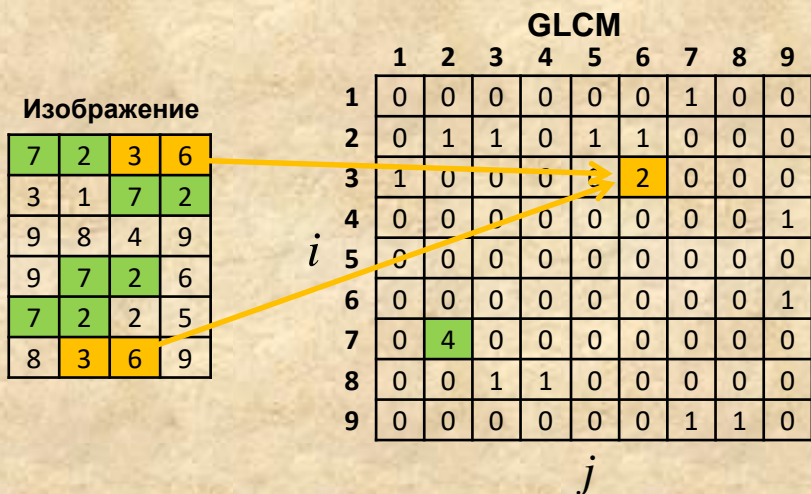 GLCM
1 2 3 4 5 6 7 8 9
Изображение
7 2 3 6
3 1 7 2
9 8 4 9
9 7 2 6
7 2 2 5
8 3 6 9
1 0 0 0 0 0 0 1 0 0
2 0 1 1 0 1 1 0 0 0
3 1 0 0 0 0 2 0 0 0
4 0 0 0 0 0 0 0 0 1
i
5 0 0 0 0 0 0 0 0 0
6 0 0 0 0 0 0 0 0 1
7 0 4 0 0 0 0 0 0 0
8 0 0 1 1 0 0 0 0 0
9 0 0 0 0 0 0 1 1 0
j